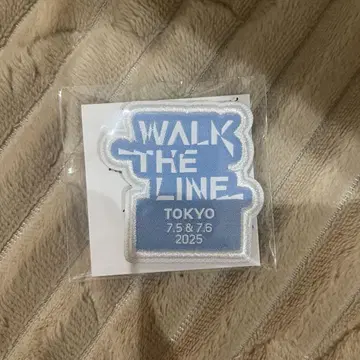 WALK
THE
LINE
TOKYO
7.5 & 7.6
2025